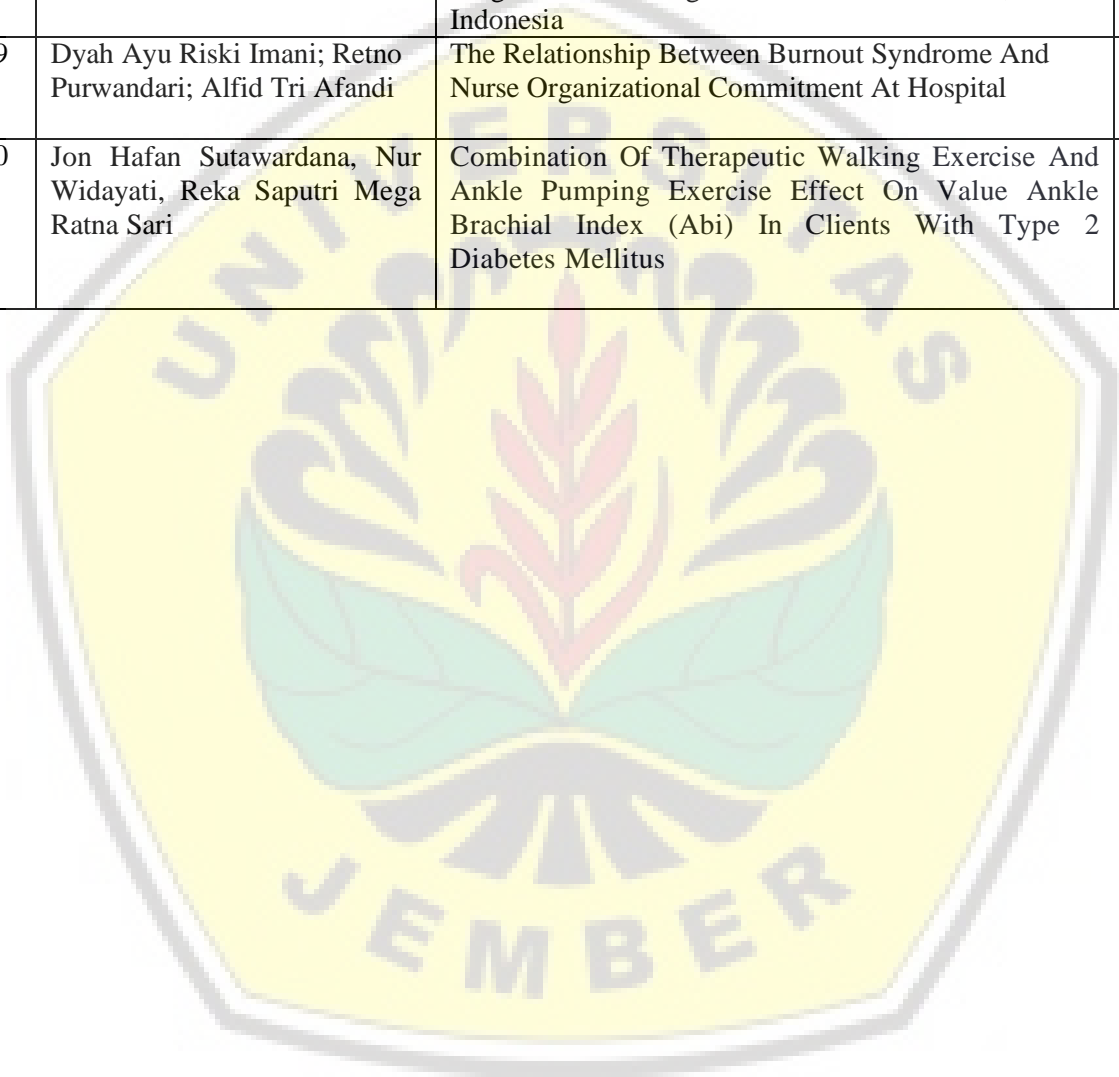 Indonesia
9 Dyah Ayu Riski Imani; Retno The Relationship Between Burnout Syndrome And
Purwandari; Alfid Tri Afandi Nurse Organizational Commitment At Hospital
0 Jon Hafan Sutawardana, Nur Combination Of Therapeutic Walking Exercise And
Widayati, Reka Saputri Mega Ankle Pumping Exercise Effect On Value Ankle
Ratna Sari Brachial Index (Abi) In Clients With Type 2
Diabetes Mellitus
UNIVERSITAS
JEMBER